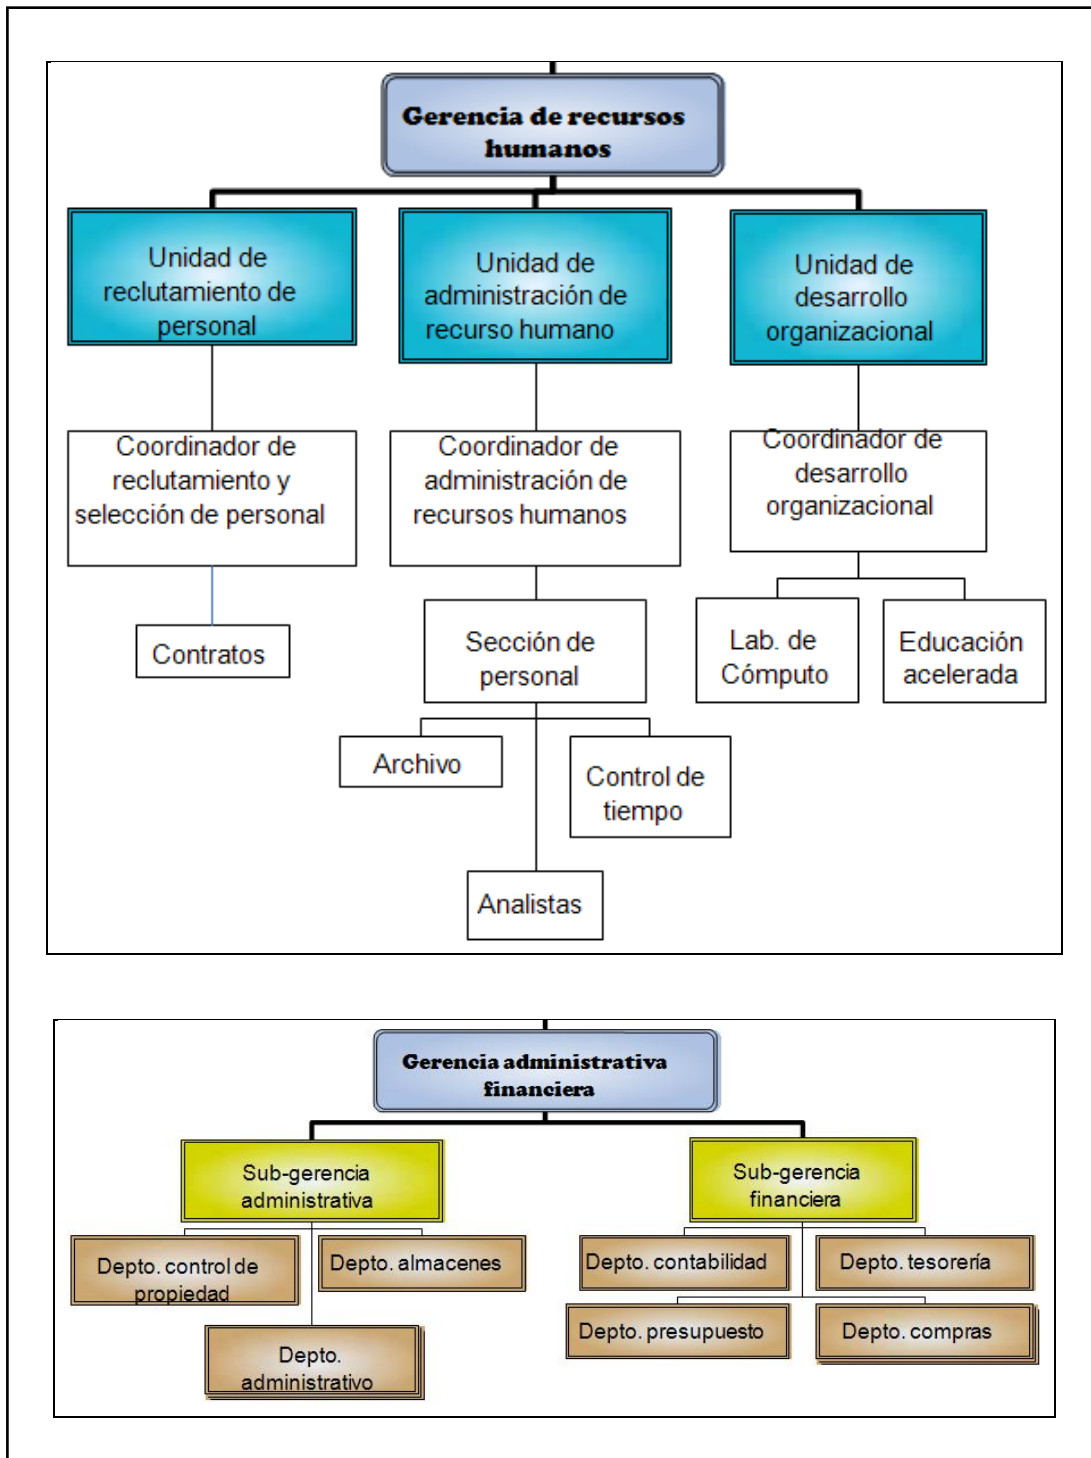 Gerencia de recursos
humanos
Unidad de
reclutamiento de
personal
Unidad de
administración de
recurso humano
Unidad de
desarrollo
organizacional
Coordinador de
reclutamiento y
selección de personal
Coordinador de
administración de
recursos humanos
Coordinador de
desarrollo
organizacional
Contratos
Sección de
personal
Lab. de
Cómputo
Educación
acelerada
Archivo
Control de
tiempo
Analistas
Gerencia administrativa
financiera
Sub-gerencia
administrativa
Sub-gerencia
financiera
Depto. control de
propiedad
Depto. almacenes
Depto. contabilidad
Depto. tesorería
Depto.
administrativo
Depto. presupuesto
Depto. compras